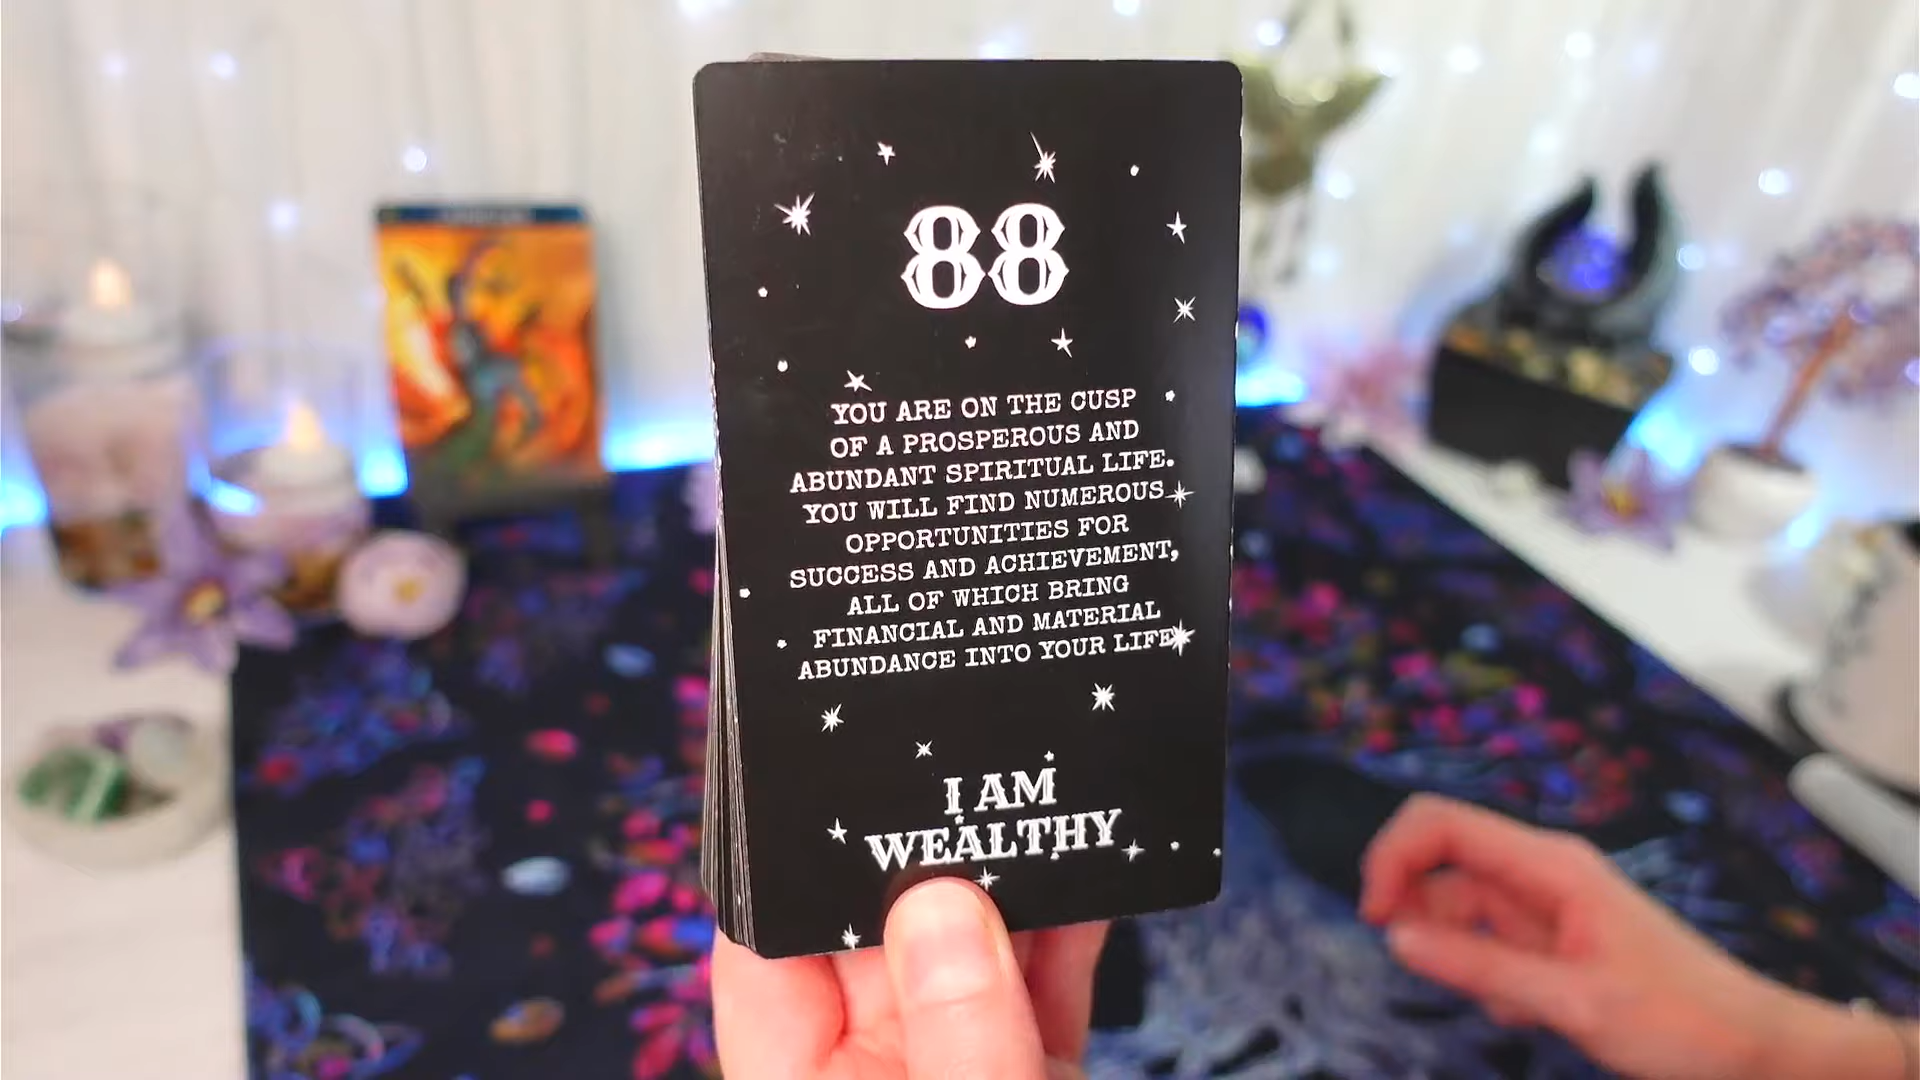 88
YOU ARE ON THE CUSP
OF A PROSPEROUS AND
ABUNDANT SPIRITUAL LIFE.
YOU WILL FIND NUMEROUS
OPPORTUNITIES FOR
SUCCESS AND ACHIEVEMENT,
ALL OF WHICH BRING
FINANCIAL AND MATERIAL
ABUNDANCE INTO YOUR LIFE
I AM
WEALTHY